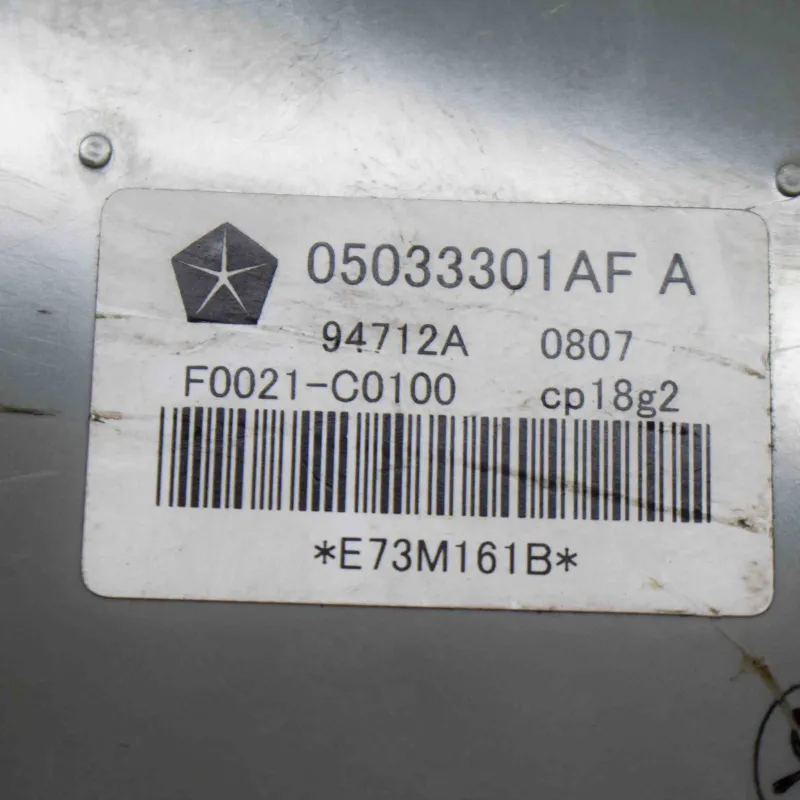 05033301AF A
94712A 0807
F0021-C0100 cp18g2
*E73M161B*